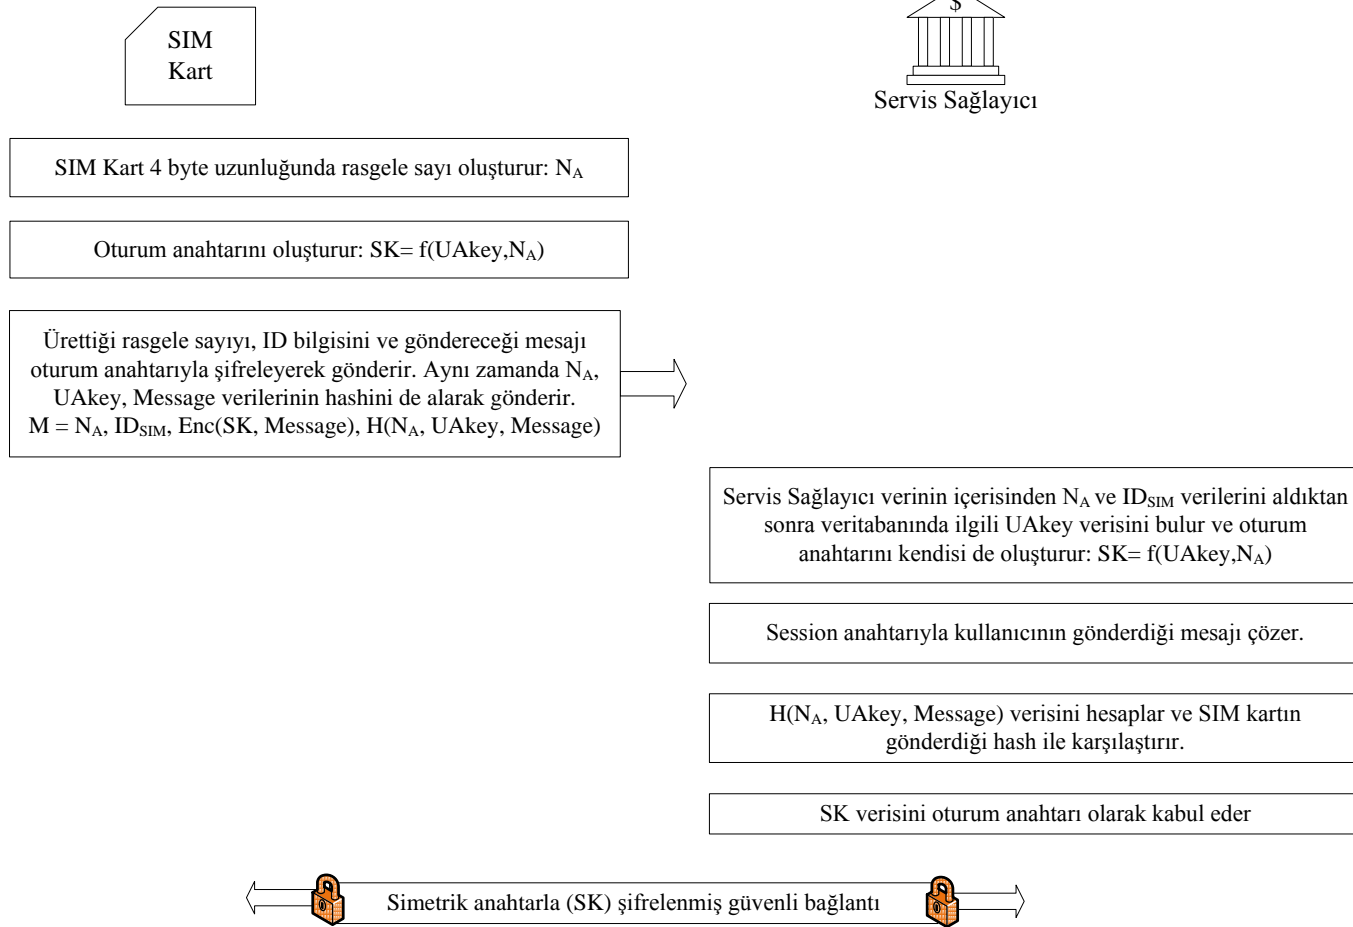 SIM
Kart
$
Servis Sağlayıcı
SIM Kart 4 byte uzunluğunda rasgele sayı oluşturur: N_A
Oturum anahtarını oluşturur: SK= f(UAkey,N_A)
Ürettiği rasgele sayıyı, ID bilgisini ve göndereceği mesajı
oturum anahtarıyla şifreleyerek gönderir. Aynı zamanda N_A,
UAkey, Message verilerinin hashini de alarak gönderir.
M = N_A, ID_SIM, Enc(SK, Message), H(N_A, UAkey, Message)
Servis Sağlayıcı verinin içerisinden N_A ve ID_SIM verilerini aldıktan
sonra veritabanında ilgili UAkey verisini bulur ve oturum
anahtarını kendisi de oluşturur: SK= f(UAkey,N_A)
Session anahtarıyla kullanıcının gönderdiği mesajı çözer.
H(N_A, UAkey, Message) verisini hesaplar ve SIM kartın
gönderdiği hash ile karşılaştırır.
SK verisini oturum anahtarı olarak kabul eder
Simetrik anahtarla (SK) şifrelenmiş güvenli bağlantı